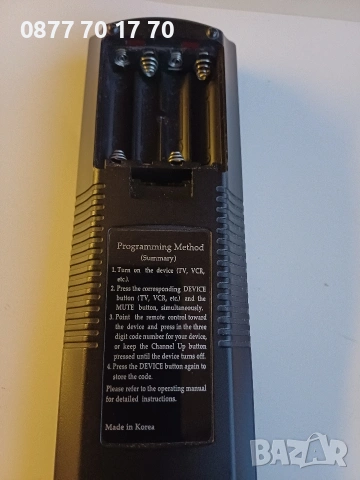 0877 70 17 70
Programming Method
(Summary)
1. Turn on the device (TV, VCR,
etc.).
2. Press the corresponding DEVICE
button (TV, VCR, etc.) and the
MUTE button, simultaneously.
3. Point the remote control toward
the device and press in the three
digit code number for your device,
or keep the Channel Up button
pressed until the device turns off.
4. Press the DEVICE button again to
store the code.
Please refer to the operating manual
for detailed instructions.
Made in Korea
BAZAR